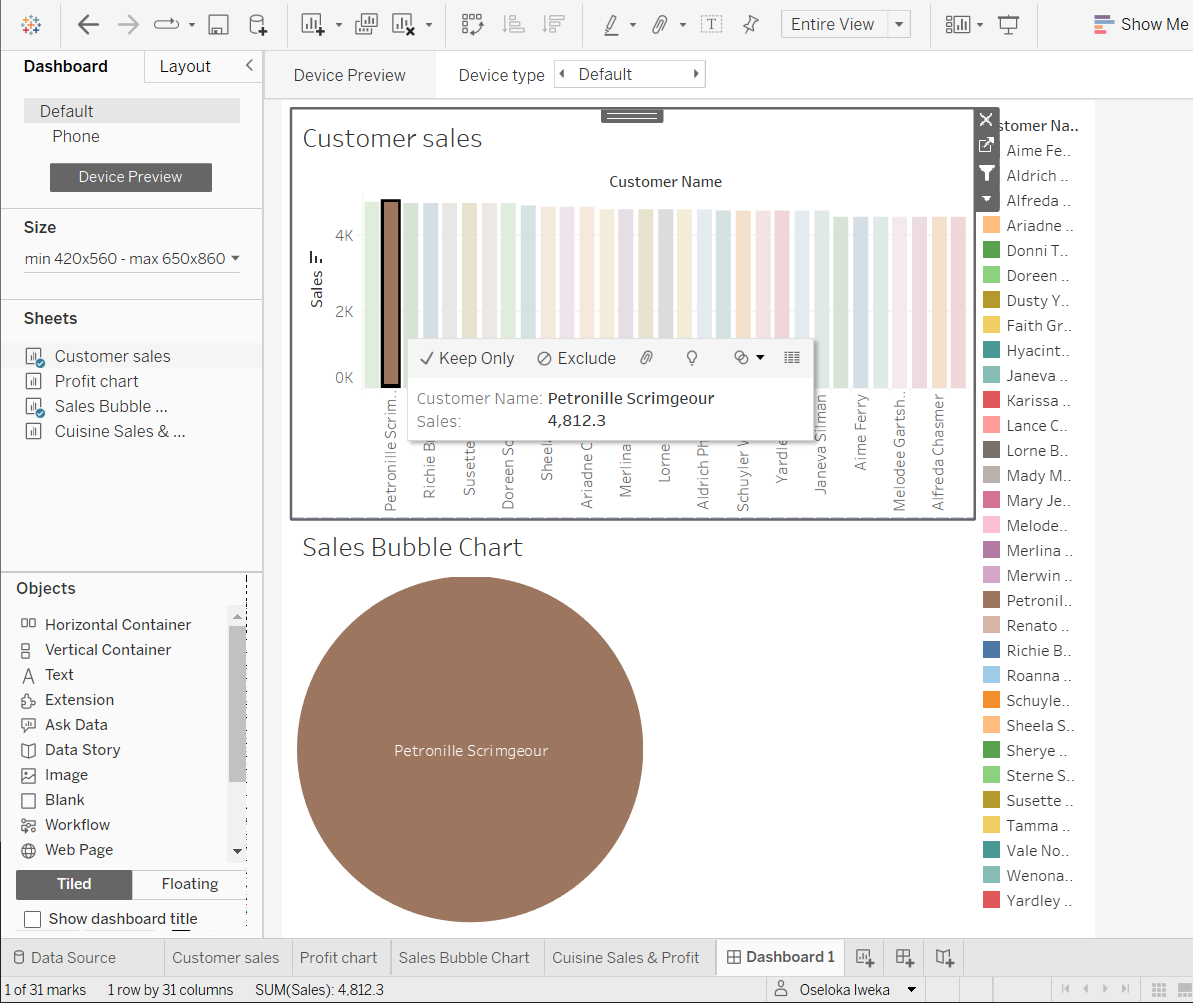 Entire View
Show Me
Dashboard
Layout
Device Preview
Device type
Default
Default
Phone
Device Preview
Size
min 420x560 - max 650x860
Sheets
Customer sales
Profit chart
Sales Bubble ...
Cuisine Sales & ...
Objects
Horizontal Container
Vertical Container
Text
Extension
Ask Data
Data Story
Image
Blank
Workflow
Web Page
Tiled
Floating
Show dashboard title
Customer sales
Customer Name
Sales
4K
2K
0K
Keep Only
Exclude
Customer Name: Petronille Scrimgeour
Sales: 4,812.3
Petronille Scrim..
Richie B
Susette
Doreen Sc
Sheela
Ariadne C
Merlina
Lorne
Aldrich Ph
Schuyler
Yardle
Janeva Silman
Aime Ferry
Melodee Gartsh..
Alfreda Chasmer
Sales Bubble Chart
Petronille Scrimgeour
stomer Na..
Aime Fe..
Aldrich ..
Alfreda ..
Ariadne ..
Donni T..
Doreen ..
Dusty Y..
Faith Gr..
Hyacint..
Janeva ..
Karissa ..
Lance C..
Lorne B..
Mady M..
Mary Je..
Melode..
Merlina ..
Merwin ..
Petronil..
Renato ..
Richie B..
Roanna ..
Schuyle..
Sheela S..
Sherye ..
Sterne S..
Susette ..
Tamma ..
Vale No..
Wenona..
Yardley ..
Data Source
Customer sales
Profit chart
Sales Bubble Chart
Cuisine Sales & Profit
Dashboard 1
1 of 31 marks
1 row by 31 columns
SUM(Sales): 4,812.3
Oseloka Iweka